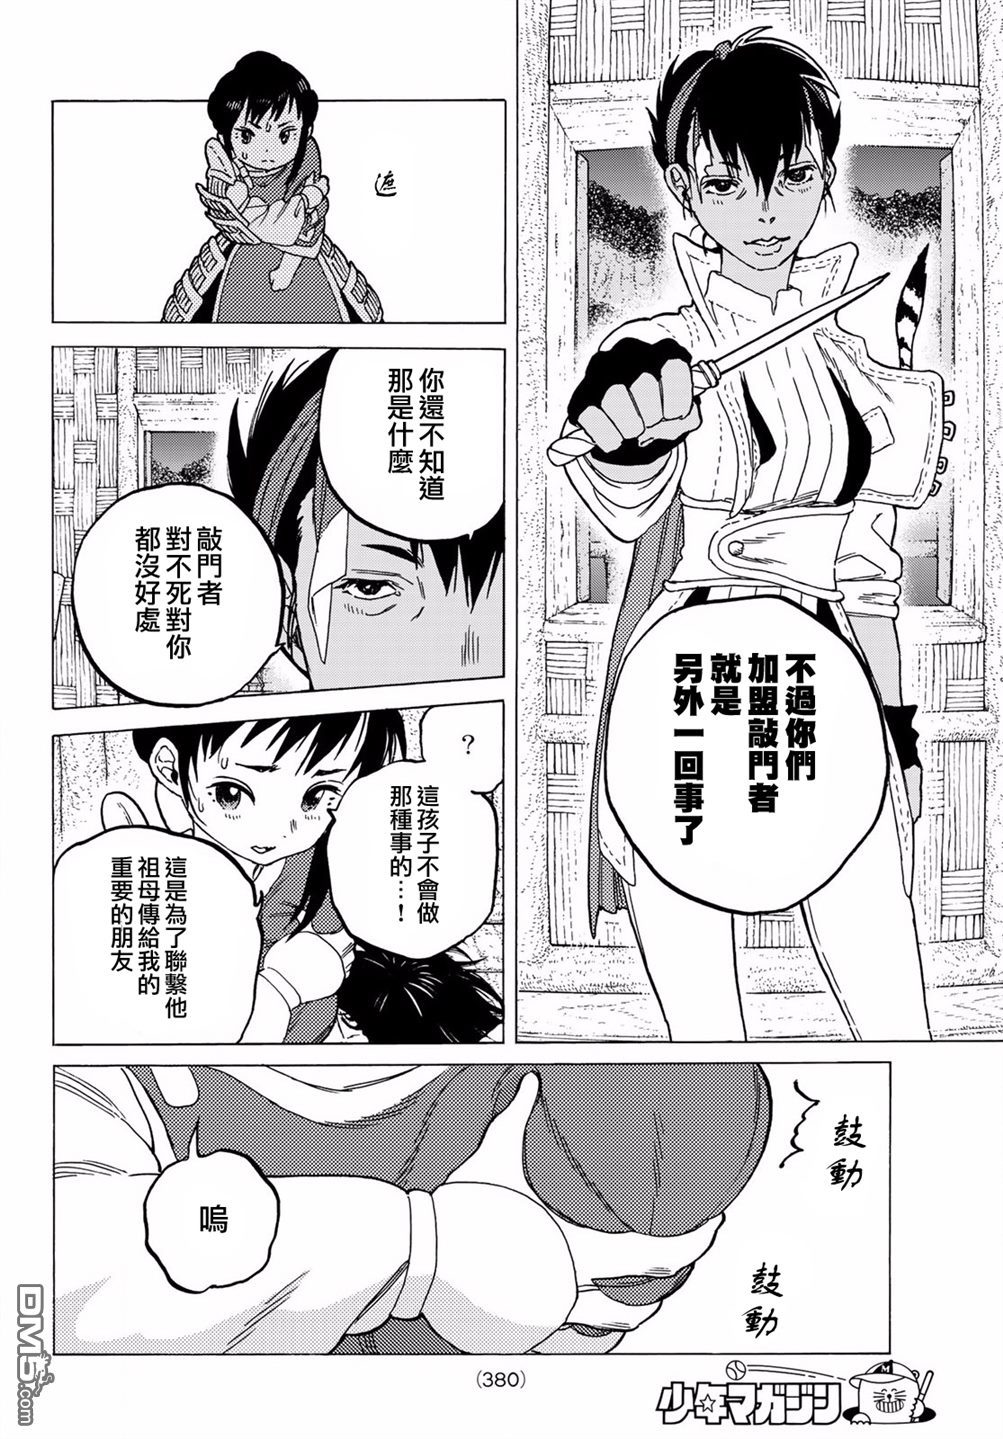 不過你們
加盟敲門者
就是
另外一回事了
遮
你還不知道
那是什麼
敲門者
對不死對你
都沒好處
？
這孩子不會做
那種事的…！
這是為了聯繫他
祖母傳給我的
重要的朋友
鼓動
鼓動
嗚
(380)
少年マガジン
DM5.com